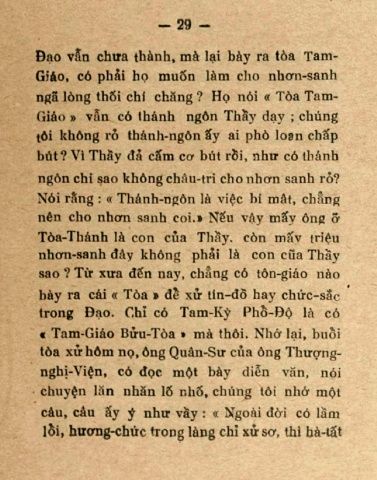 — 29 —
Đạo vẫn chưa thành, mà lại bày ra tòa Tam-
Giáo, có phải họ muốn làm cho nhơn-sanh
ngã lòng thối chí chăng ? Họ nói « Tòa Tam-
Giáo » vẫn có thánh ngôn Thầy dạy ; chúng
tôi không rỏ thánh-ngôn ấy ai phò loan chấp
bút ? Vì Thầy đả cấm cơ bút rồi, như có thánh
ngôn chỉ sao không châu-tri cho nhơn sanh rỏ?
Nói rằng : « Thánh-ngôn là việc bí mật, chẳng
nên cho nhơn sanh coi.» Nếu vậy mấy ông ở
Tòa-Thánh là con của Thầy. còn mấy triệu
nhơn-sanh đây không phải là con của Thầy
sao ? Từ xưa đến nay, chẳng có tôn-giáo nào
bày ra cái « Tòa » để xử tín-đồ hay chức-sắc
trong Đạo. Chỉ có Tam-Kỳ Phổ-Độ là có
« Tam-Giáo Bửu-Tòa » mà thôi. Nhớ lại, buổi
tòa xử hôm nọ, ông Quân-Sư của ông Thượng-
nghị-Viện, có đọc một bày diễn văn, nói
chuyện lăn nhăn lố nhố, chúng tôi nhớ một
câu, câu ấy ý như vầy : « Ngoài đời có lầm
lồi, hương-chức trong làng chỉ xử sơ, thì hà-tất